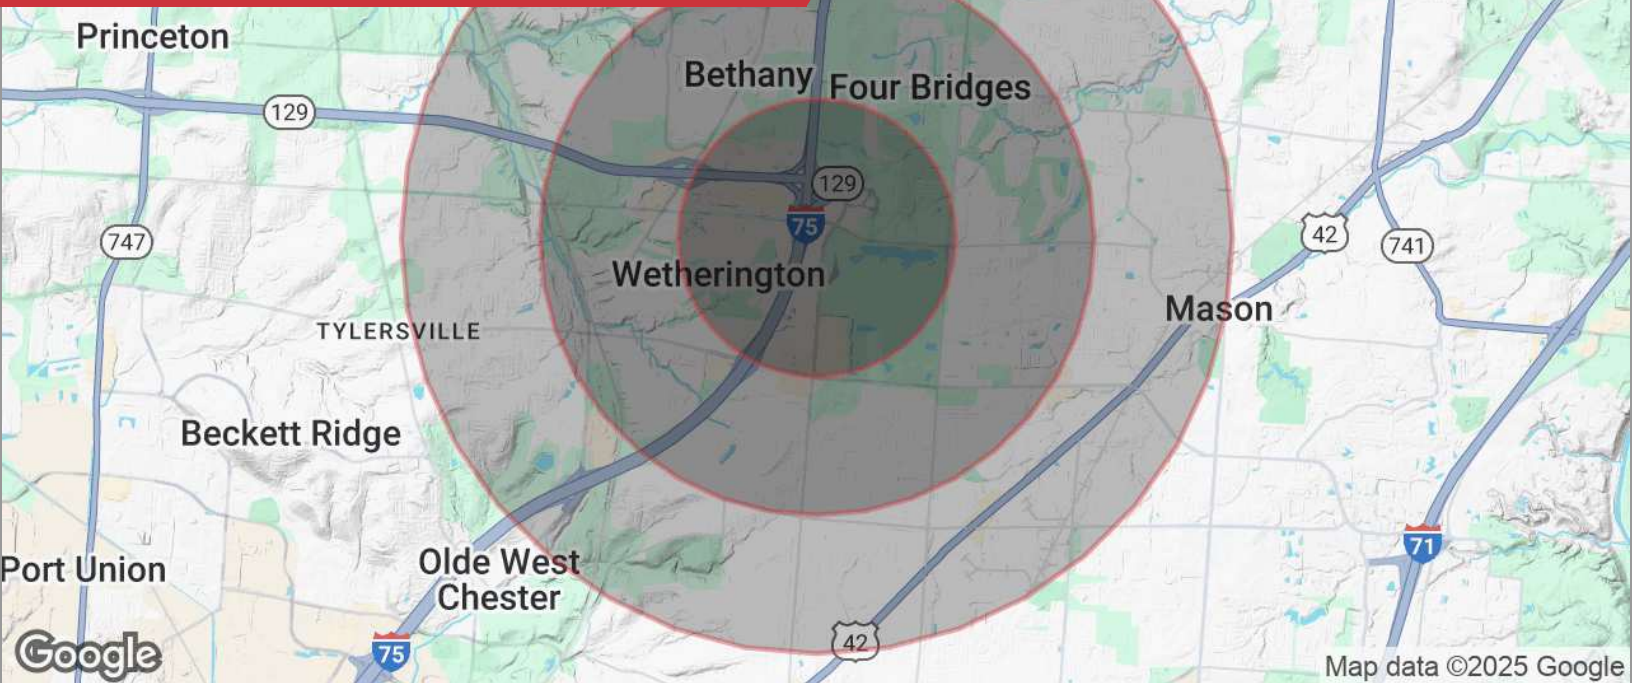 Princeton
Bethany
Four Bridges
129
129
75
747
42
741
Wetherington
Mason
TYLERSVILLE
Beckett Ridge
Port Union
Olde West
Chester
71
42
75
Google
Map data ©2025 Google